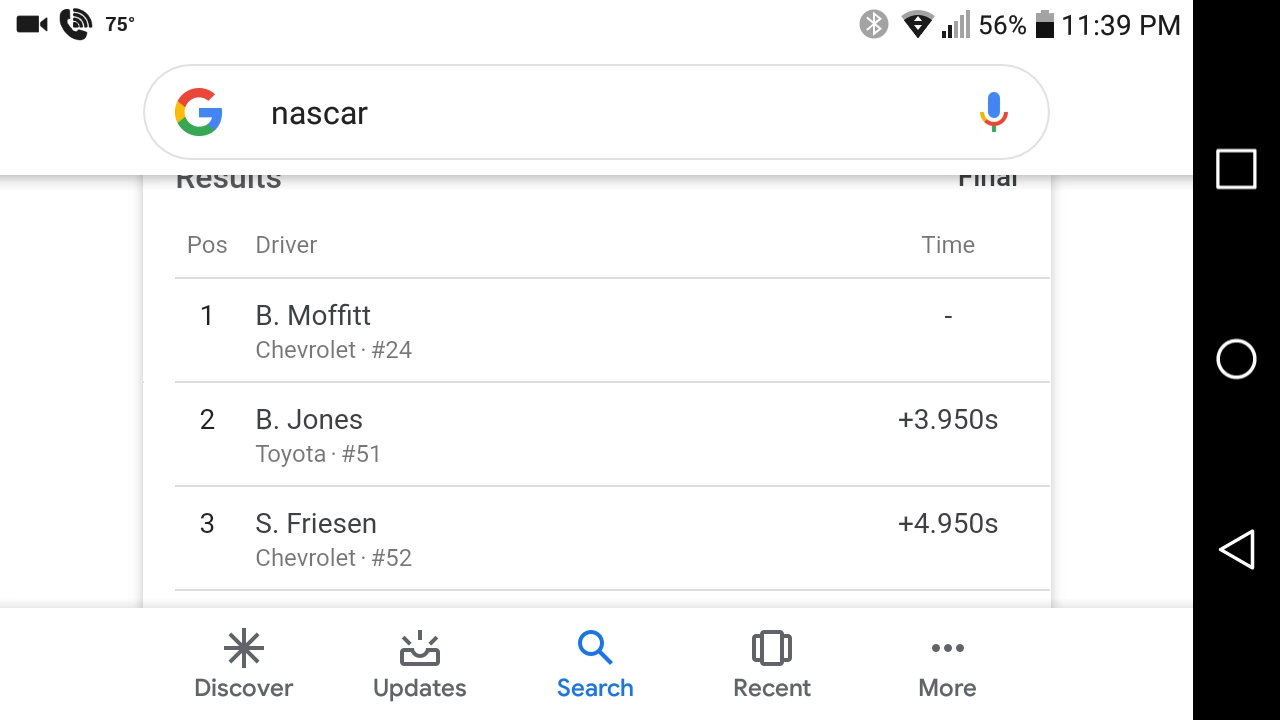 75° 56% 11:39 PM
nascar
Results Final
Pos Driver Time
1 B. Moffitt -
Chevrolet · #24
2 B. Jones +3.950s
Toyota · #51
3 S. Friesen +4.950s
Chevrolet · #52
Discover Updates Search Recent More